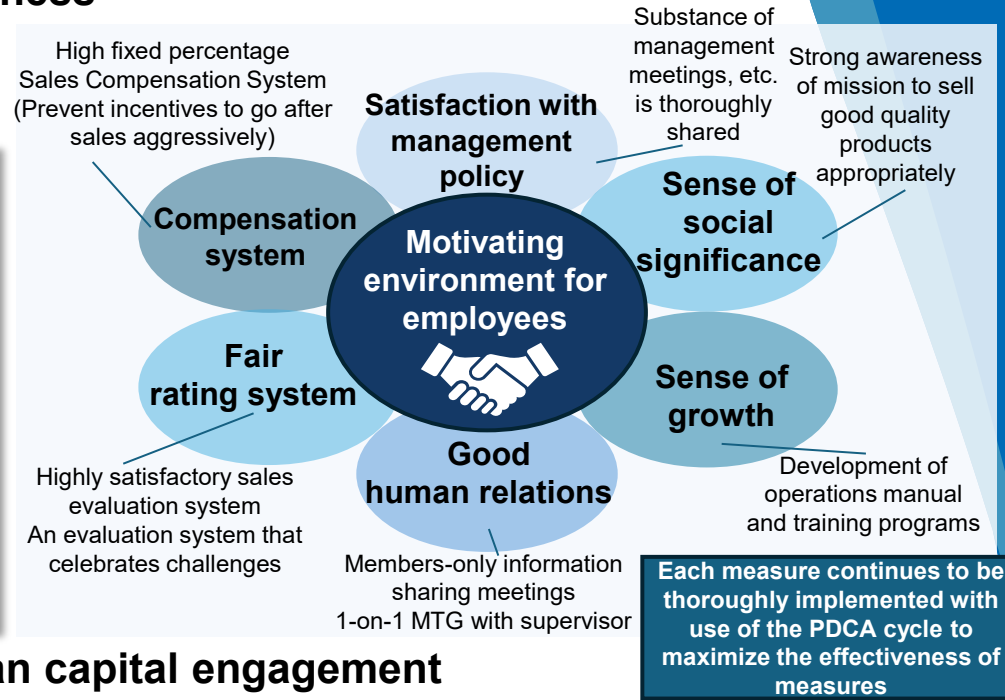 High fixed percentage
Sales Compensation System
(Prevent incentives to go after
sales aggressively)
Substance of
management
meetings, etc.
is thoroughly
shared
Strong awareness
of mission to sell
good quality
products
appropriately
Satisfaction with
management
policy
Compensation
system
Sense of
social
significance
Motivating
environment for
employees
Fair
rating system
Sense of
growth
Good
human relations
Highly satisfactory sales
evaluation system
An evaluation system that
celebrates challenges
Members-only information
sharing meetings
1-on-1 MTG with supervisor
Development of
operations manual
and training programs
Each measure continues to be
thoroughly implemented with
use of the PDCA cycle to
maximize the effectiveness of
measures
capital engagement